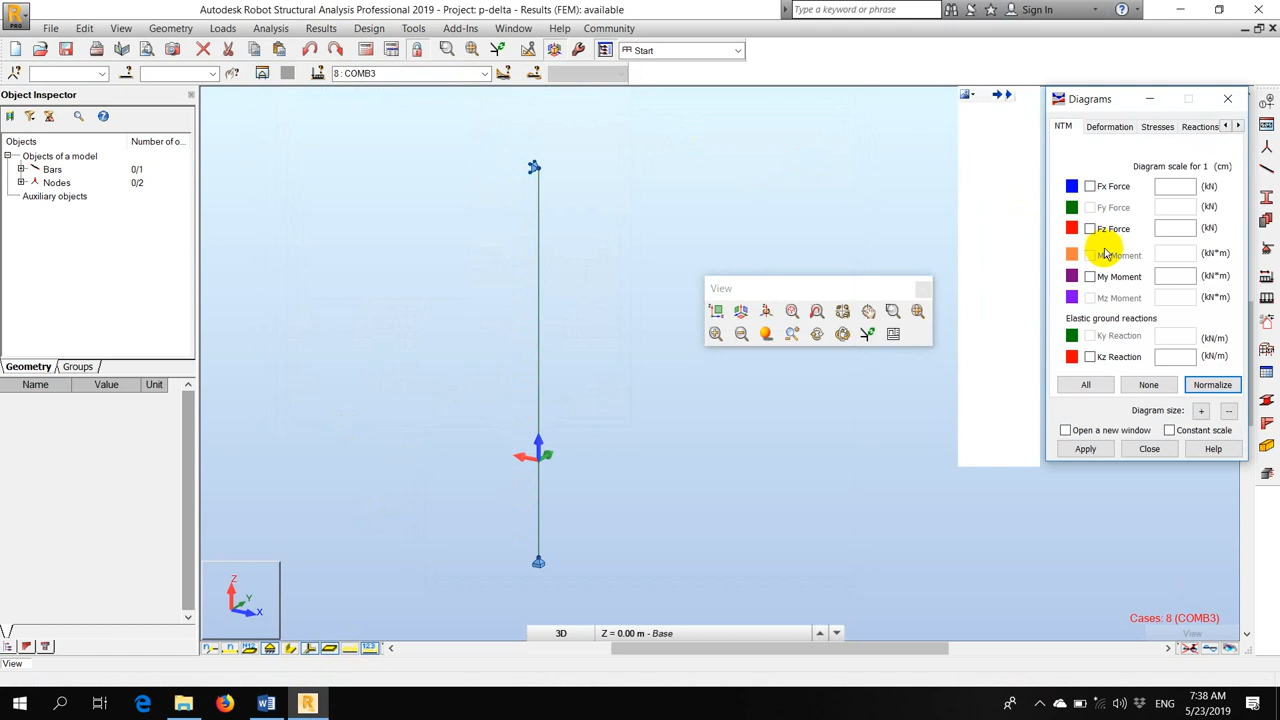 Autodesk Robot Structural Analysis Professional 2019 - Project: p-delta - Results (FEM): available
Type a keyword or phrase
Sign In
PRO
File Edit View Geometry Loads Analysis Results Design Tools Add-Ins Window Help Community
Start
8 : COMB3
Object Inspector
Objects Number of o...
Objects of a model
Bars 0/1
Nodes 0/2
Auxiliary objects
Geometry Groups
Name Value Unit
View
Diagrams
NTM Deformation Stresses Reactions
Diagram scale for 1 (cm)
Fx Force (kN)
Fy Force (kN)
Fz Force (kN)
Mx Moment (kN*m)
My Moment (kN*m)
Mz Moment (kN*m)
Elastic ground reactions
Ky Reaction (kN/m)
Kz Reaction (kN/m)
All None Normalize
Diagram size: + --
Open a new window Constant scale
Apply Close Help
Z
Y
X
Cases: 8 (COMB3)
3D Z = 0.00 m - Base
View
View
ENG
7:38 AM
5/23/2019